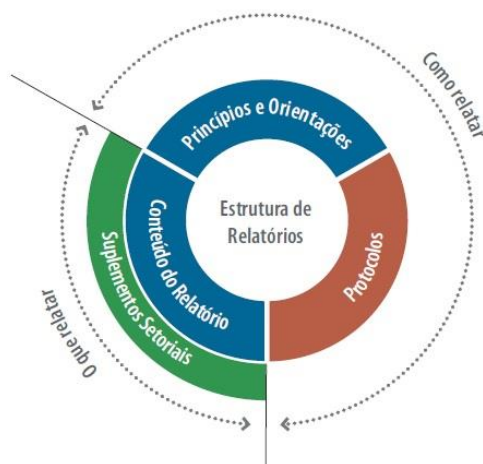 Como relatar
Princípios e Orientações
Estrutura de
Relatórios
Protocolos
Conteúdo do Relatório
Suplementos Setoriais
O que relatar